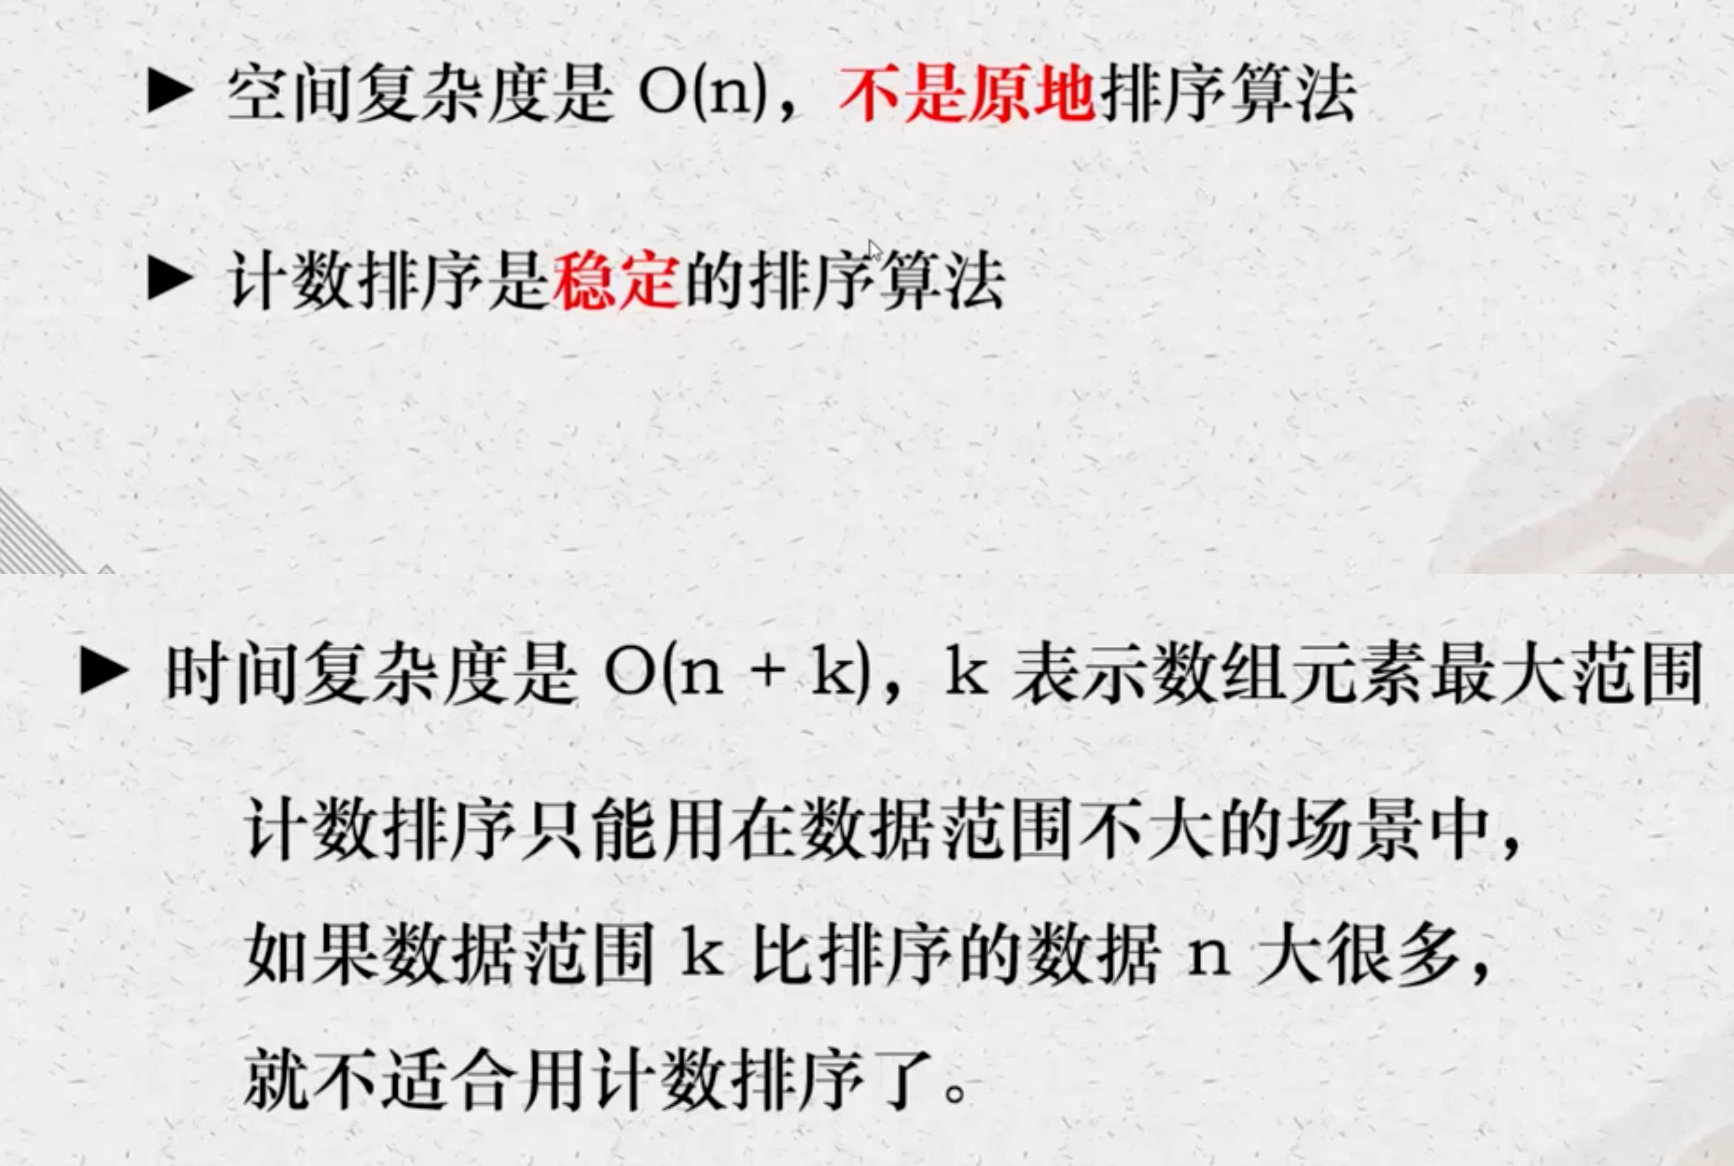 ▶ 空间复杂度是 O(n)，不是原地排序算法
▶ 计数排序是稳定的排序算法
▶ 时间复杂度是 O(n + k)，k 表示数组元素最大范围
计数排序只能用在数据范围不大的场景中，
如果数据范围 k 比排序的数据 n 大很多，
就不适合用计数排序了。